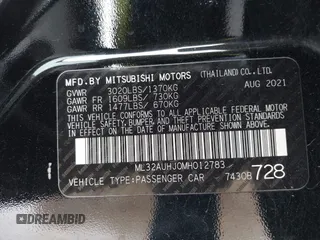 MFD.BY MITSUBISHI MOTORS (THAILAND)CO.,LTD.
GVWR 3020LBS/1370KG AUG 2021
GAWR FR 1609LBS/ 730KG
GAWR RR 1477LBS/ 670KG
THIS VEHICLE CONFORMS TO ALL APPLICABLE
FEDERAL MOTOR VEHICLE SAFETY, BUMPER,
AND THEFT PREVENTION STANDARDS IN EFFECT
ON THE DATE OF MANUFACTURE SHOWN ABOVE.
ML32AUHJ0MH012783
VEHICLE TYPE:PASSENGER CAR 7430B 728
DREAMBID